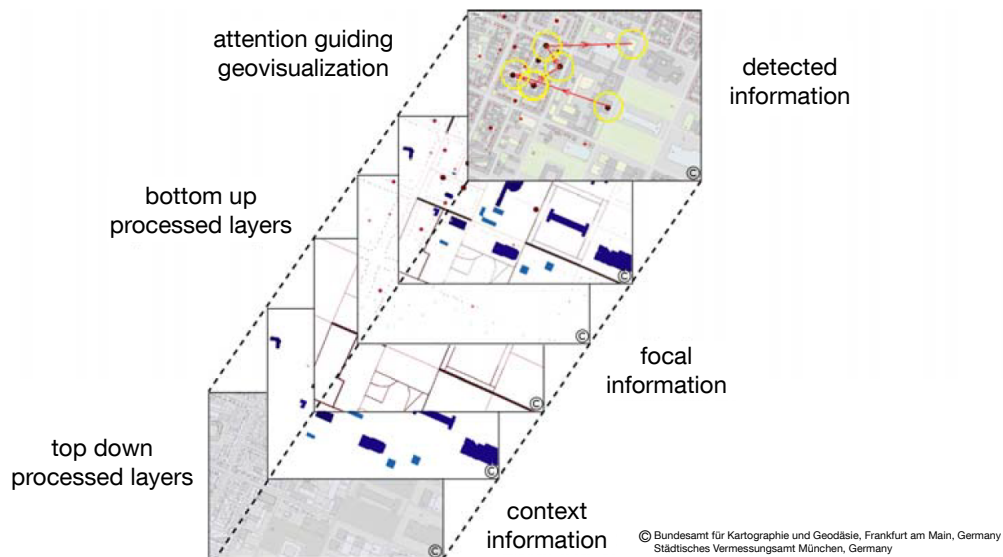 attention guiding
geovisualization
detected
information
©
bottom up
processed layers
©
©
focal
information
©
top down
processed layers
©
context
information
©
© Bundesamt für Kartographie und Geodäsie, Frankfurt am Main, Germany
Städtisches Vermessungsamt München, Germany